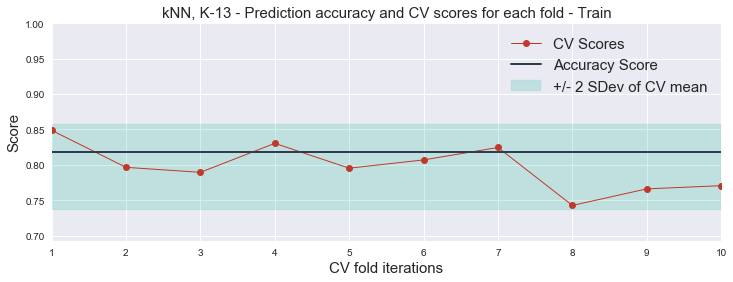 kNN, K-13 - Prediction accuracy and CV scores for each fold - Train
1.00
0.95
0.90
0.85
0.80
0.75
0.70
Score
CV Scores
Accuracy Score
+/- 2 SDev of CV mean
1 2 3 4 5 6 7 8 9 10
CV fold iterations